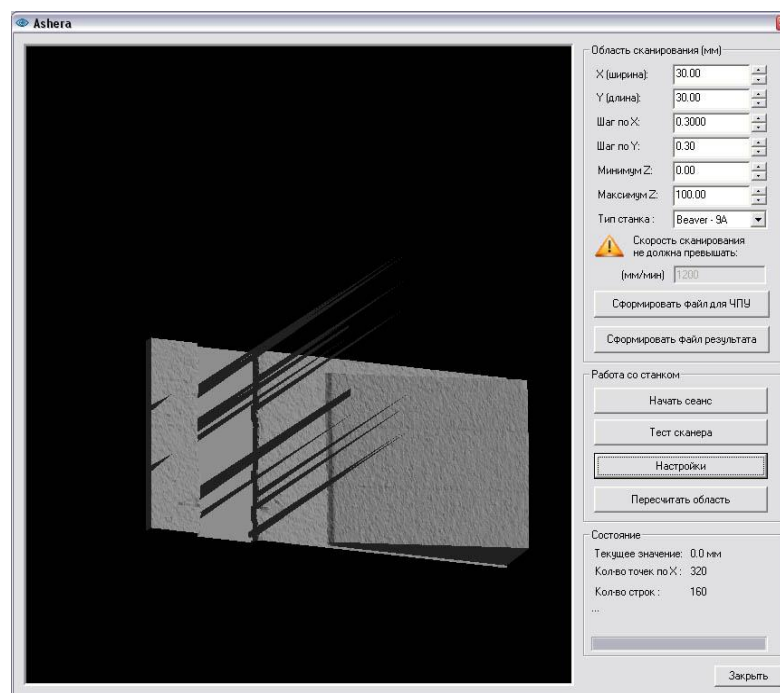 Ashera
Область сканирования (мм)
X (ширина): 30.00
Y (длина): 30.00
Шаг по X: 0.3000
Шаг по Y: 0.30
Минимум Z: 0.00
Максимум Z: 100.00
Тип станка : Beaver - 9A
Скорость сканирования
не должна превышать:
(мм/мин) 1200
Сформировать файл для ЧПУ
Сформировать файл результата
Работа со станком
Начать сеанс
Тест сканера
Настройки
Пересчитать область
Состояние
Текущее значение: 0.0 мм
Кол-во точек по X : 320
Кол-во строк : 160
...
Закрыть